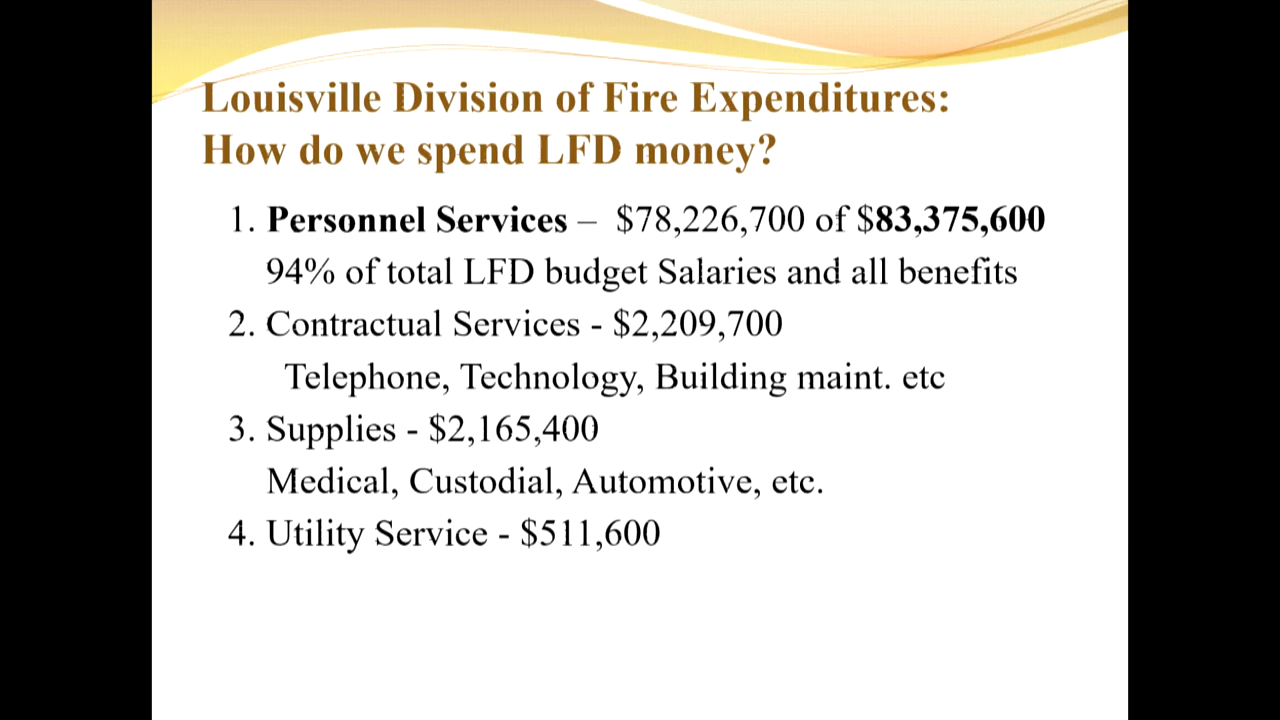 Louisville Division of Fire Expenditures:
How do we spend LFD money?
1. Personnel Services – $78,226,700 of $83,375,600
94% of total LFD budget Salaries and all benefits
2. Contractual Services - $2,209,700
Telephone, Technology, Building maint. etc
3. Supplies - $2,165,400
Medical, Custodial, Automotive, etc.
4. Utility Service - $511,600